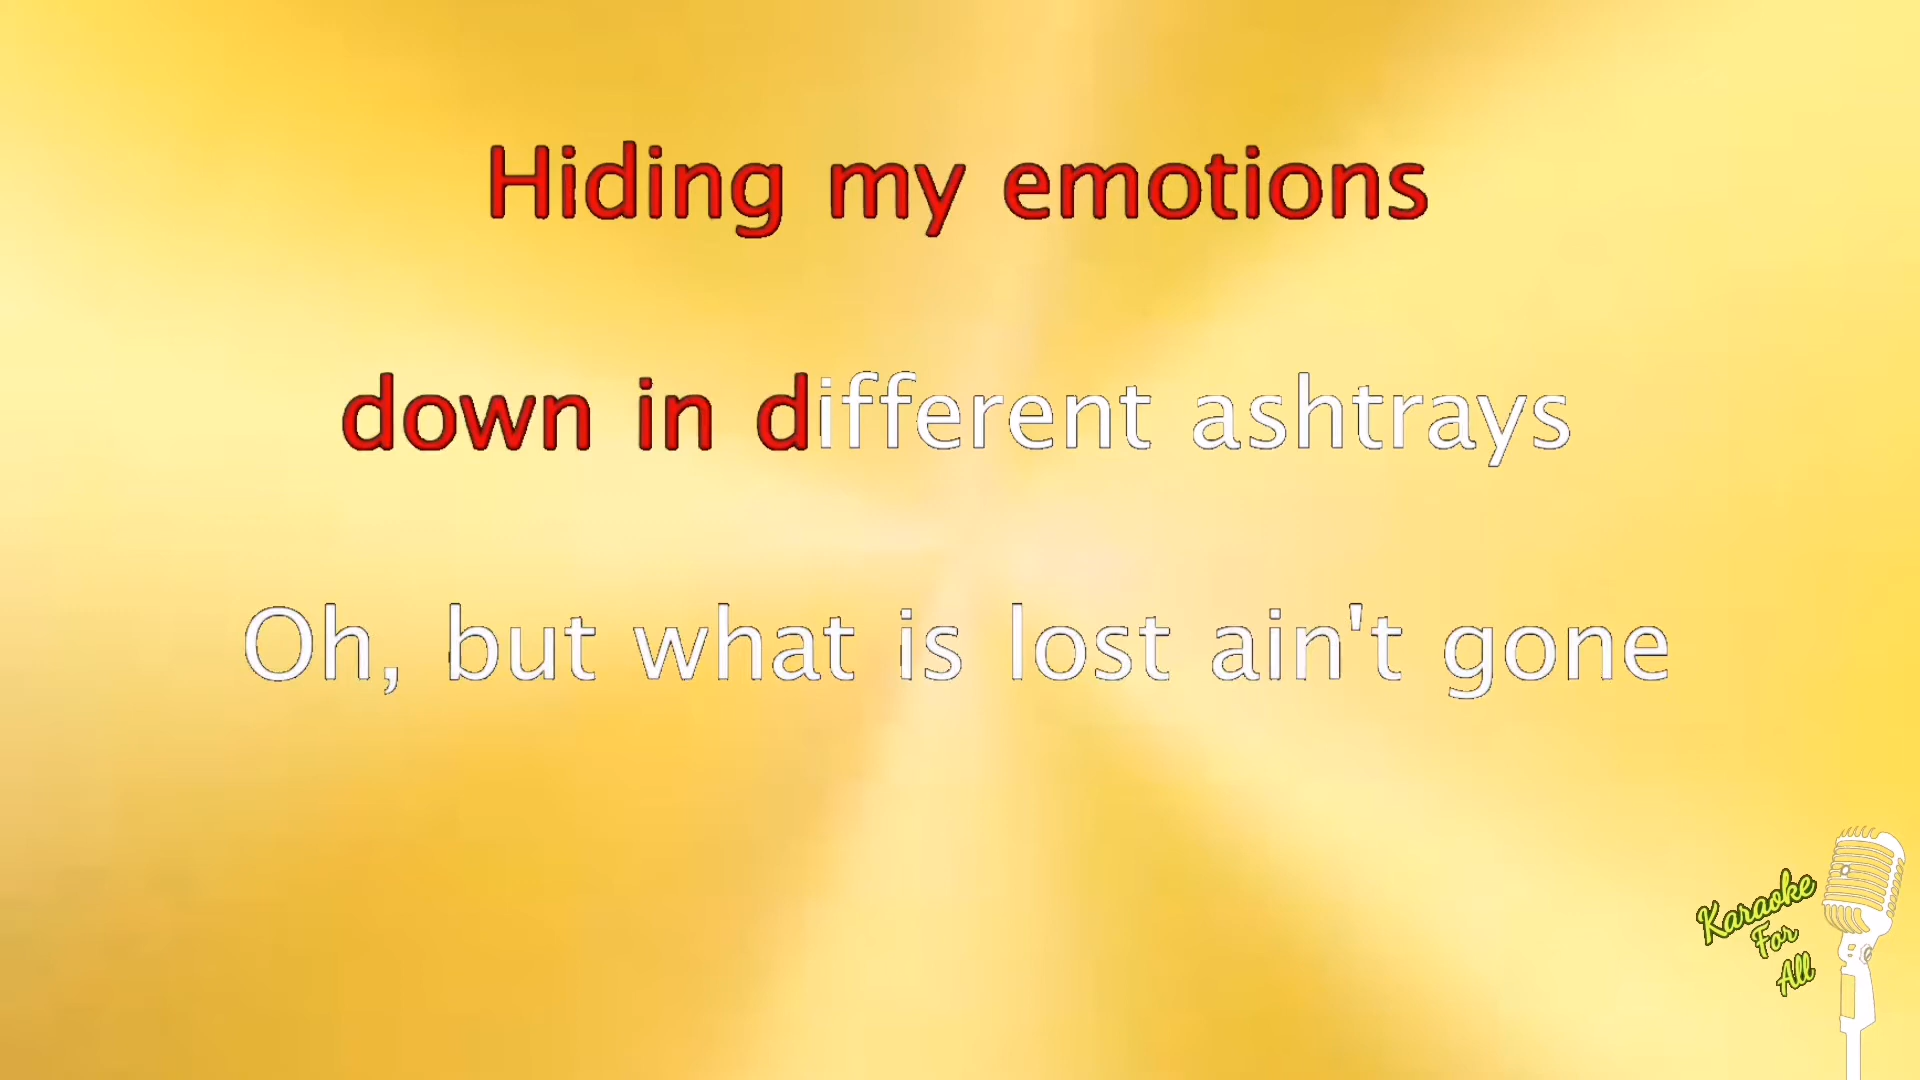 Hiding my emotions
down in different ashtrays
Oh, but what is lost ain't gone
Karaoke
For
All